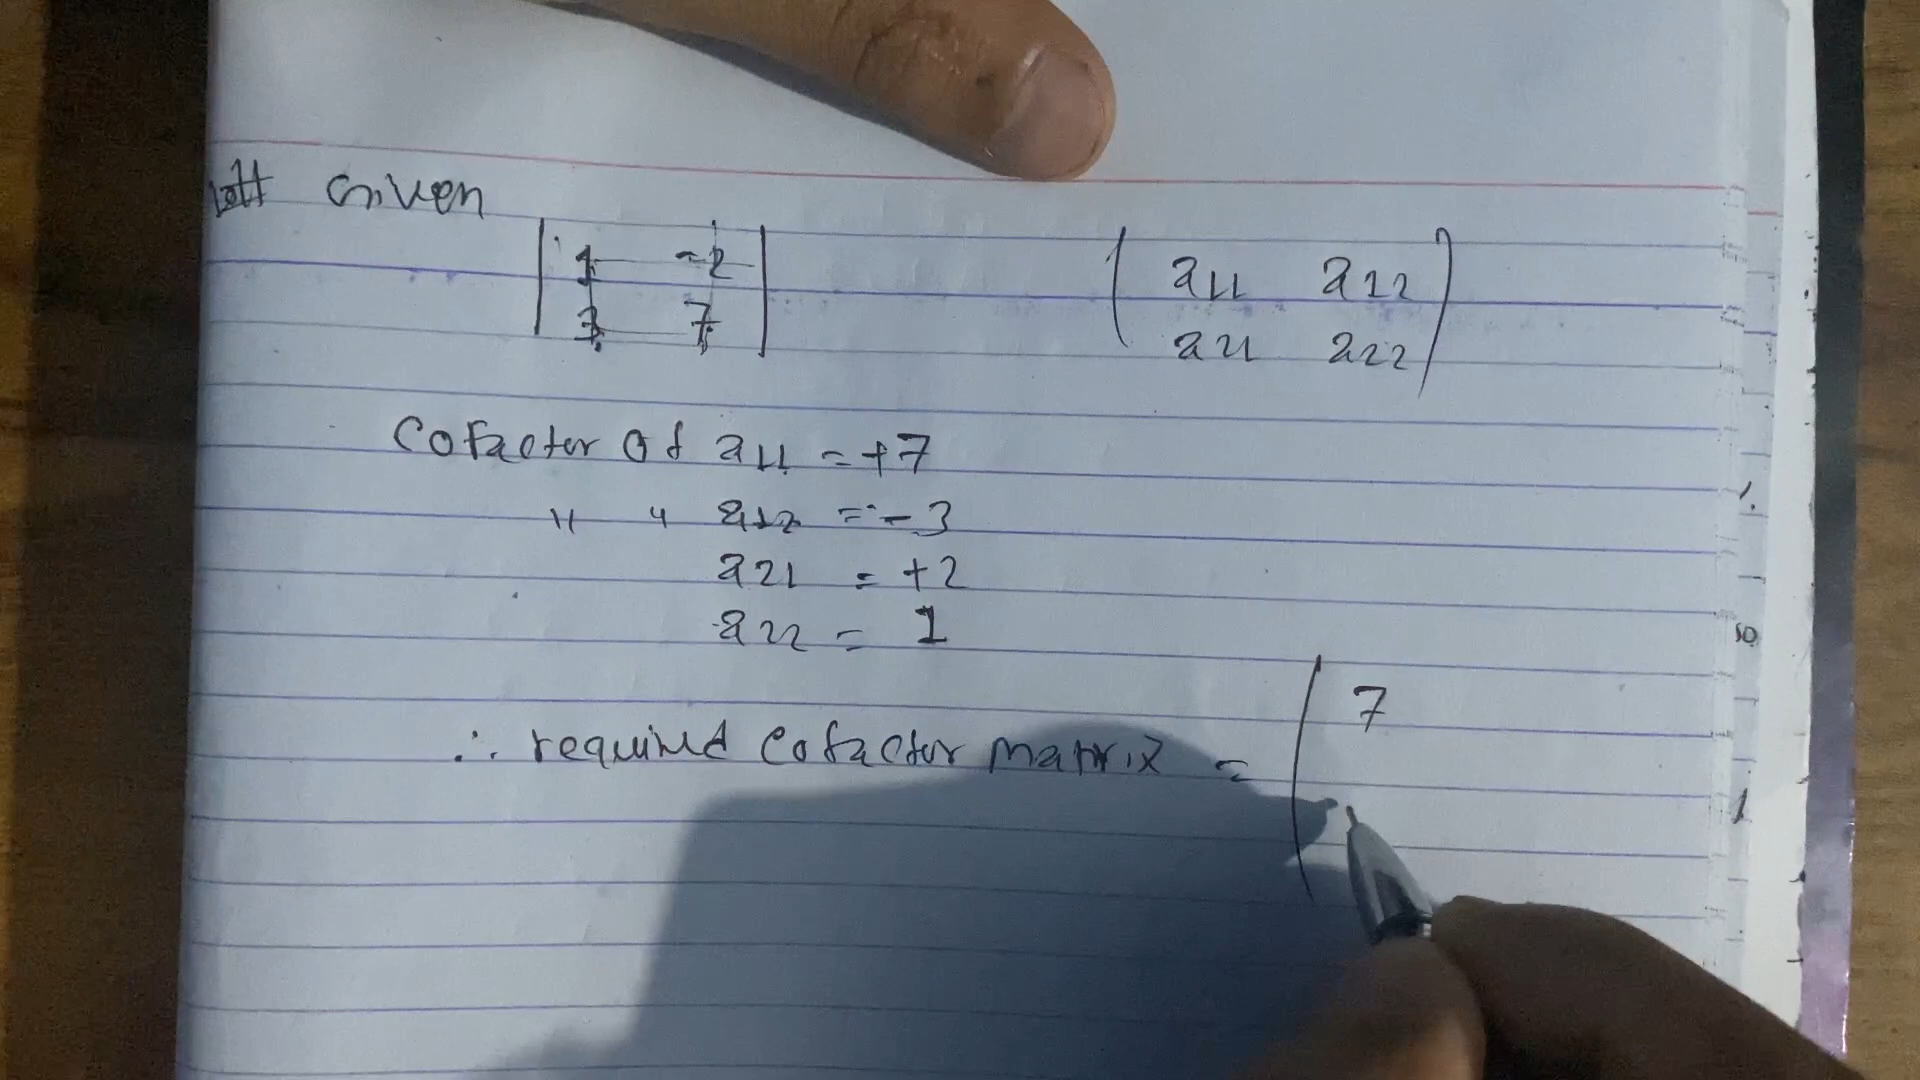 Given
1 -2 a11 a12
3 7 a21 a22
Cofactor of a11 = +7
" " a12 = - 3
a21 = +2
a22 = 1
∴ required cofactor matrix = 7